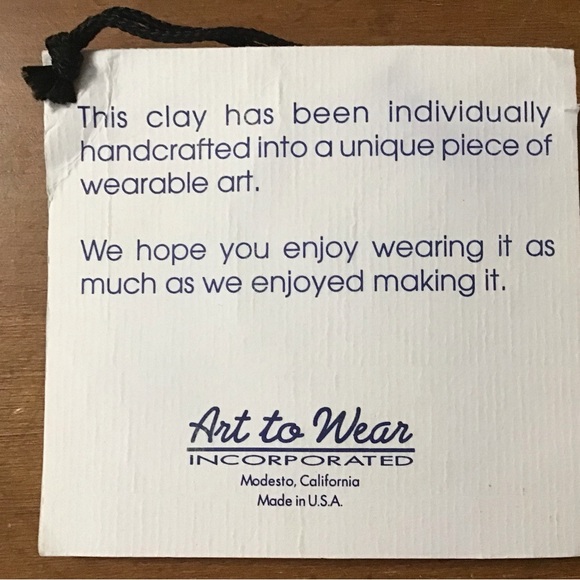 This clay has been individually
handcrafted into a unique piece of
wearable art.
We hope you enjoy wearing it as
much as we enjoyed making it.
Art to Wear
INCORPORATED
Modesto, California
Made in U.S.A.